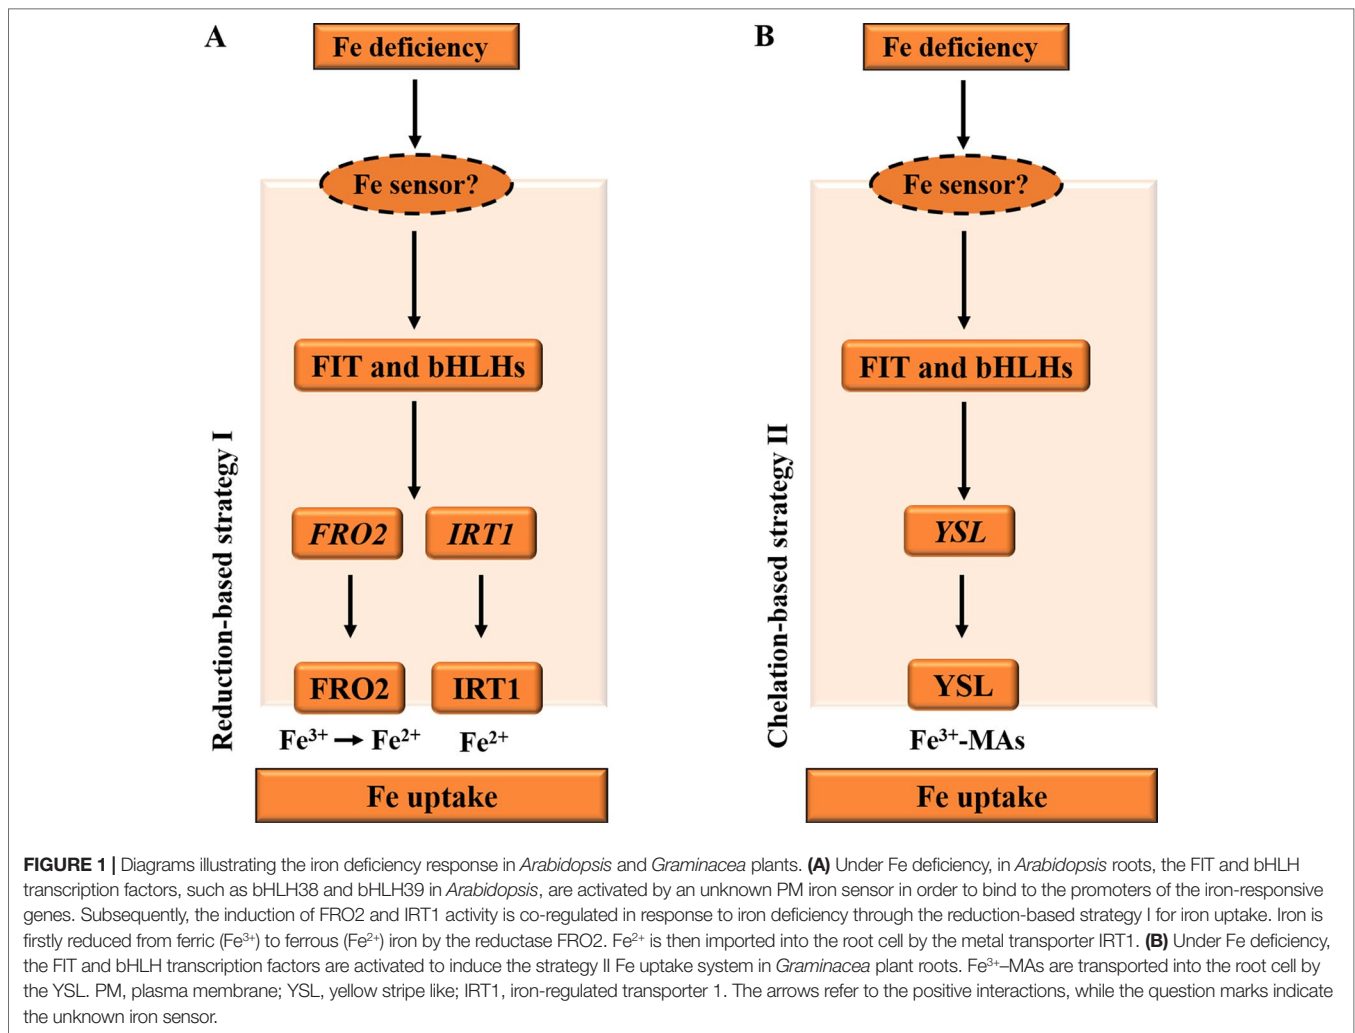 A
Fe deficiency
Fe sensor?
FIT and bHLHs
Reduction-based strategy I
FRO2 IRT1
FRO2 IRT1
Fe³⁺ → Fe²⁺ Fe²⁺
Fe uptake
B
Fe deficiency
Fe sensor?
FIT and bHLHs
Chelation-based strategy II
YSL
YSL
Fe³⁺-MAs
Fe uptake
FIGURE 1 | Diagrams illustrating the iron deficiency response in Arabidopsis and Graminacea plants. (A) Under Fe deficiency, in Arabidopsis roots, the FIT and bHLH
transcription factors, such as bHLH38 and bHLH39 in Arabidopsis, are activated by an unknown PM iron sensor in order to bind to the promoters of the iron-responsive
genes. Subsequently, the induction of FRO2 and IRT1 activity is co-regulated in response to iron deficiency through the reduction-based strategy I for iron uptake. Iron is
firstly reduced from ferric (Fe³⁺) to ferrous (Fe²⁺) iron by the reductase FRO2. Fe²⁺ is then imported into the root cell by the metal transporter IRT1. (B) Under Fe deficiency,
the FIT and bHLH transcription factors are activated to induce the strategy II Fe uptake system in Graminacea plant roots. Fe³⁺–MAs are transported into the root cell by
the YSL. PM, plasma membrane; YSL, yellow stripe like; IRT1, iron-regulated transporter 1. The arrows refer to the positive interactions, while the question marks indicate
the unknown iron sensor.